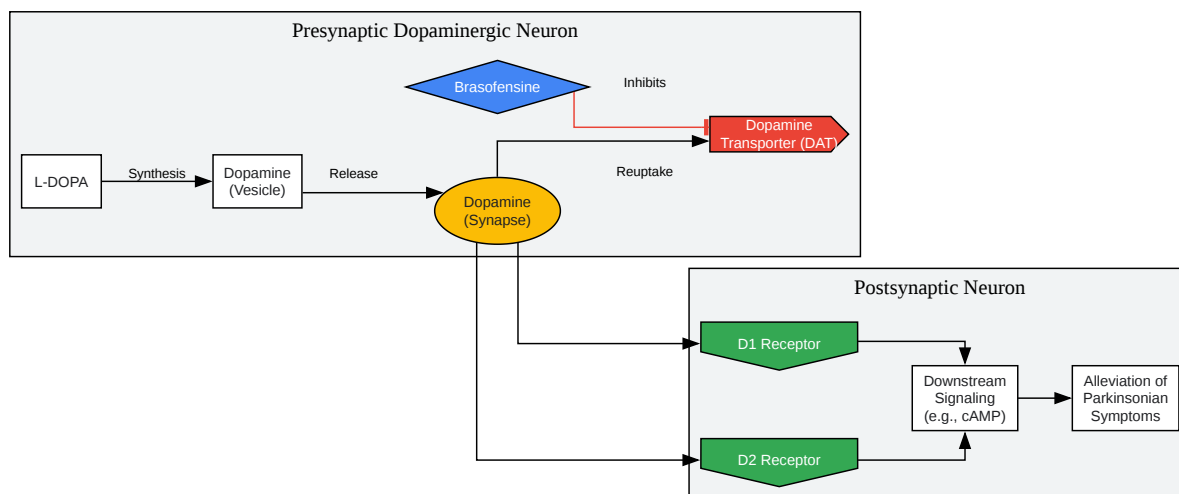 Presynaptic Dopaminergic Neuron
Brasofensine
Inhibits
Dopamine
Transporter (DAT)
L-DOPA
Synthesis
Dopamine
(Vesicle)
Release
Reuptake
Dopamine
(Synapse)
Postsynaptic Neuron
D1 Receptor
Downstream
Signaling
(e.g., cAMP)
Alleviation of
Parkinsonian
Symptoms
D2 Receptor